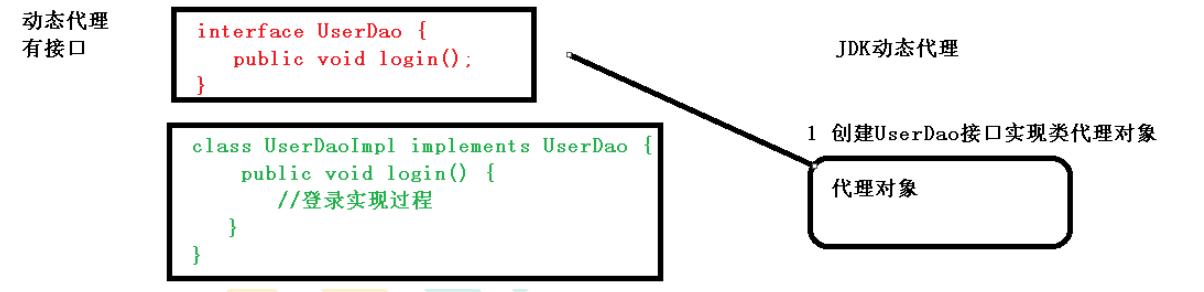 动态代理
有接口
interface UserDao {
public void login();
}
class UserDaoImpl implements UserDao {
public void login() {
//登录实现过程
}
}
JDK动态代理
1 创建UserDao接口实现类代理对象
代理对象